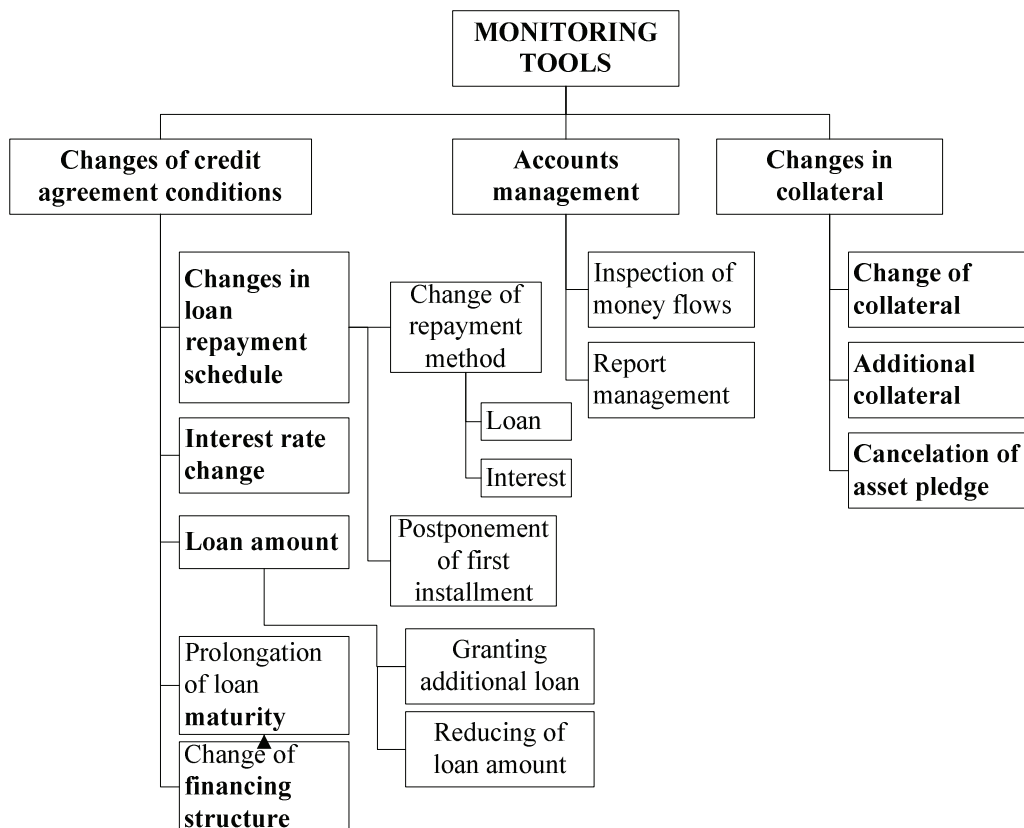 MONITORING
TOOLS
Changes of credit
agreement conditions
Accounts
management
Changes in
collateral
Changes in
loan
repayment
schedule
Change of
repayment
method
Loan
Interest
Postponement
of first
installment
Interest rate
change
Loan amount
Granting
additional loan
Reducing of
loan amount
Prolongation
of loan
maturity
Change of
financing
structure
Inspection of
money flows
Report
management
Change of
collateral
Additional
collateral
Cancelation of
asset pledge